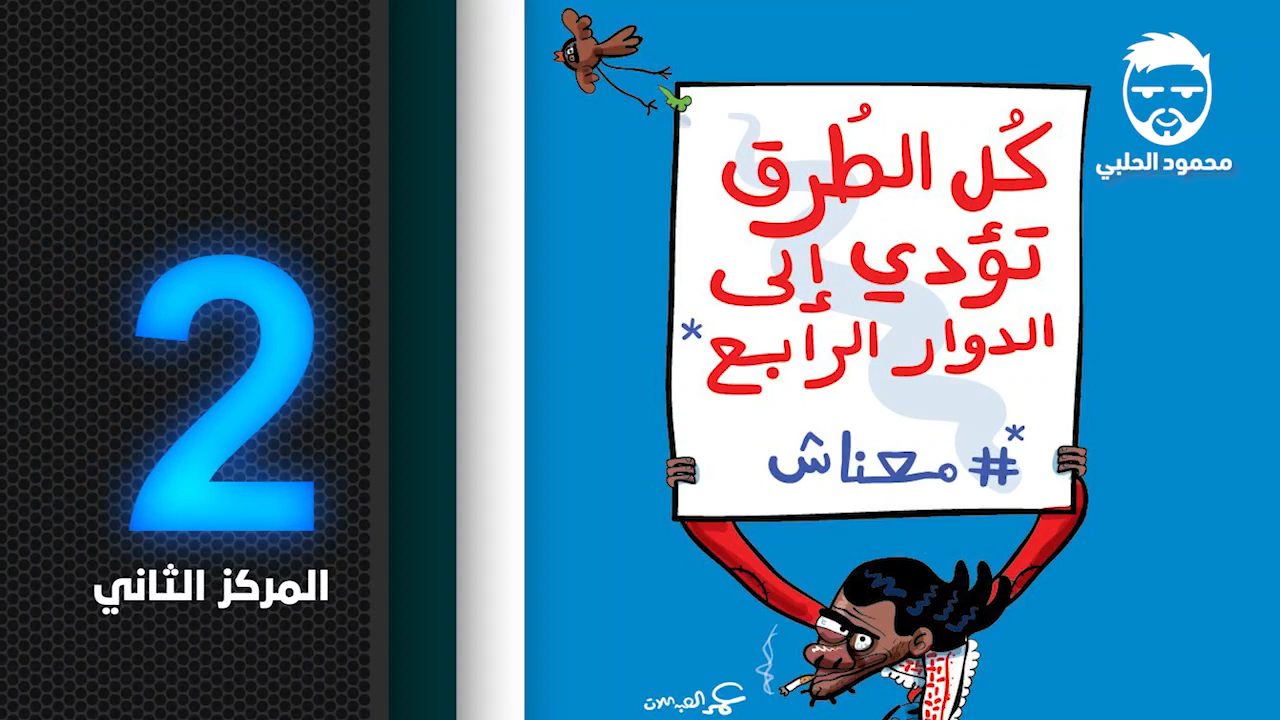 2
المركز الثاني
كُل الطُرق
تؤدي إلى
الدوار الرابع*
*#معناش
محمود الحلبي